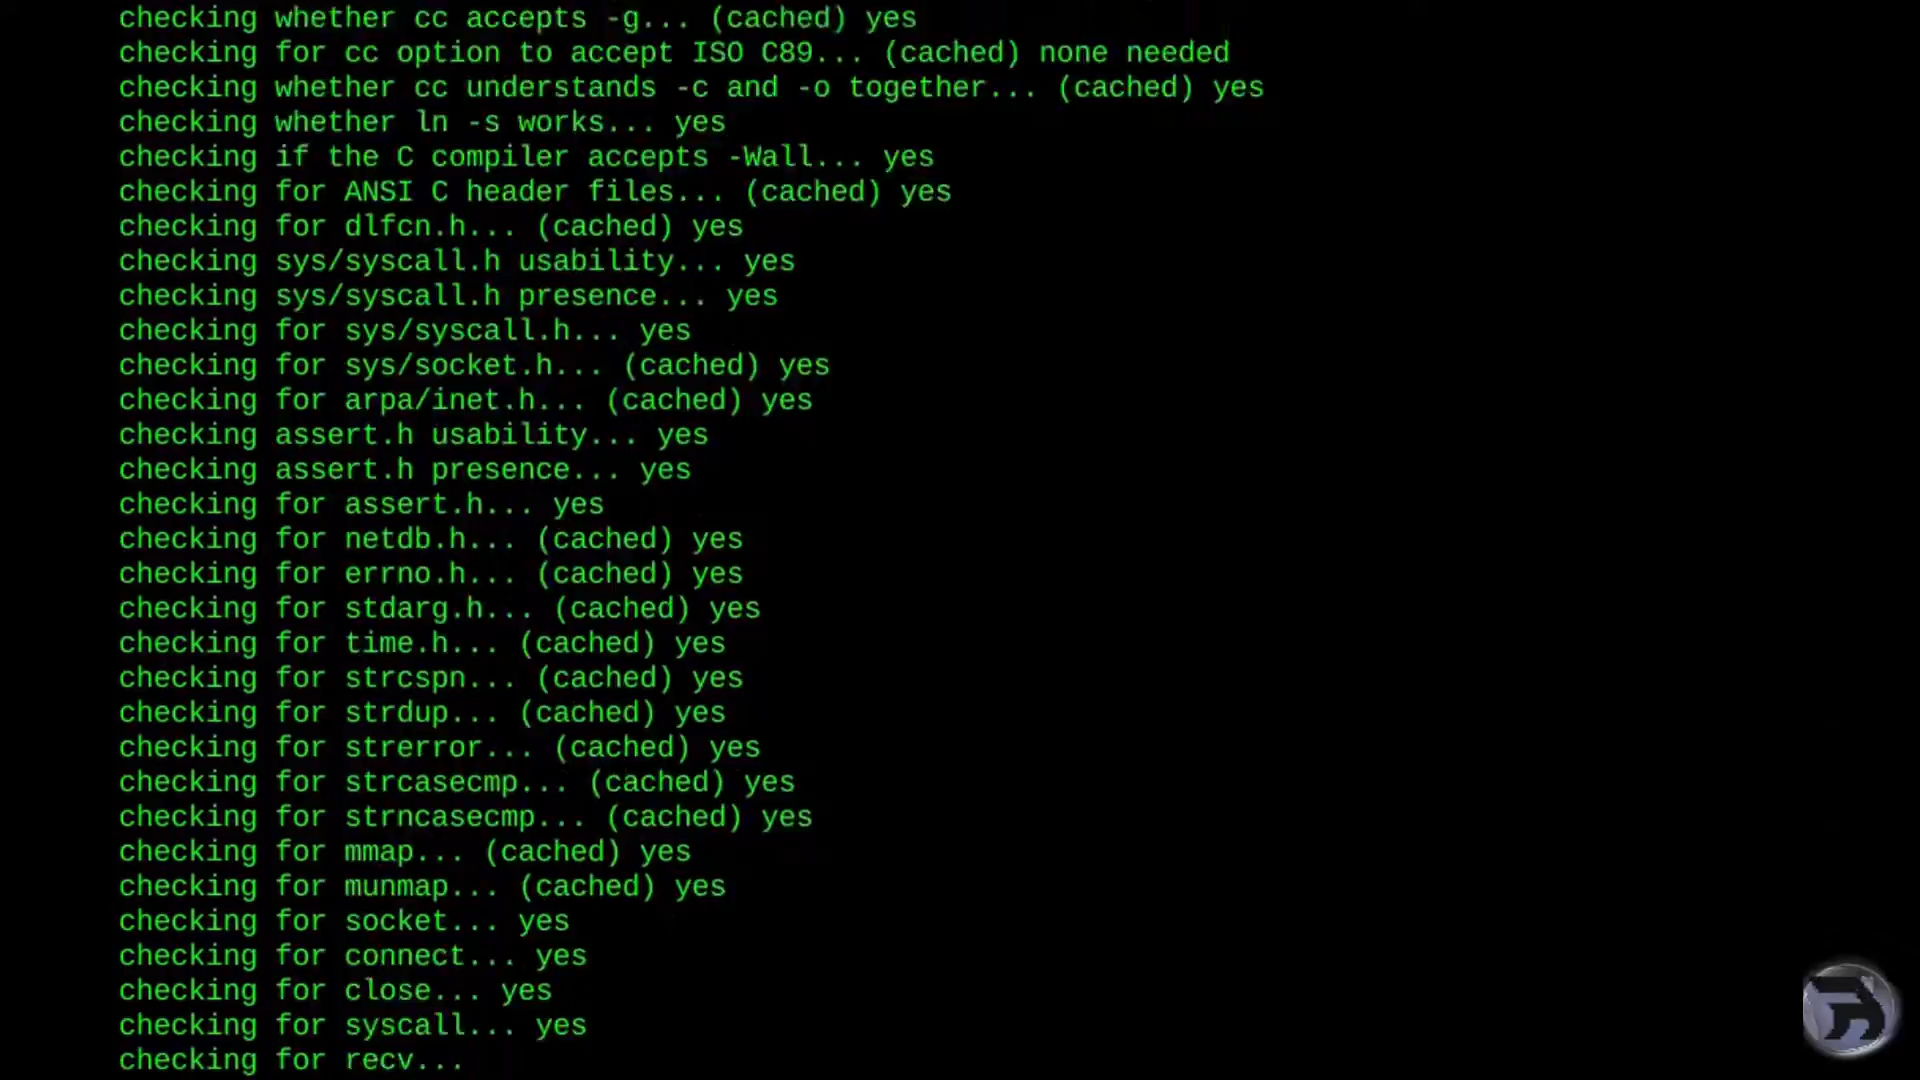 checking whether cc accepts -g... (cached) yes
checking for cc option to accept ISO C89... (cached) none needed
checking whether cc understands -c and -o together... (cached) yes
checking whether ln -s works... yes
checking if the C compiler accepts -Wall... yes
checking for ANSI C header files... (cached) yes
checking for dlfcn.h... (cached) yes
checking sys/syscall.h usability... yes
checking sys/syscall.h presence... yes
checking for sys/syscall.h... yes
checking for sys/socket.h... (cached) yes
checking for arpa/inet.h... (cached) yes
checking assert.h usability... yes
checking assert.h presence... yes
checking for assert.h... yes
checking for netdb.h... (cached) yes
checking for errno.h... (cached) yes
checking for stdarg.h... (cached) yes
checking for time.h... (cached) yes
checking for strcspn... (cached) yes
checking for strdup... (cached) yes
checking for strerror... (cached) yes
checking for strcasecmp... (cached) yes
checking for strncasecmp... (cached) yes
checking for mmap... (cached) yes
checking for munmap... (cached) yes
checking for socket... yes
checking for connect... yes
checking for close... yes
checking for syscall... yes
checking for recv...